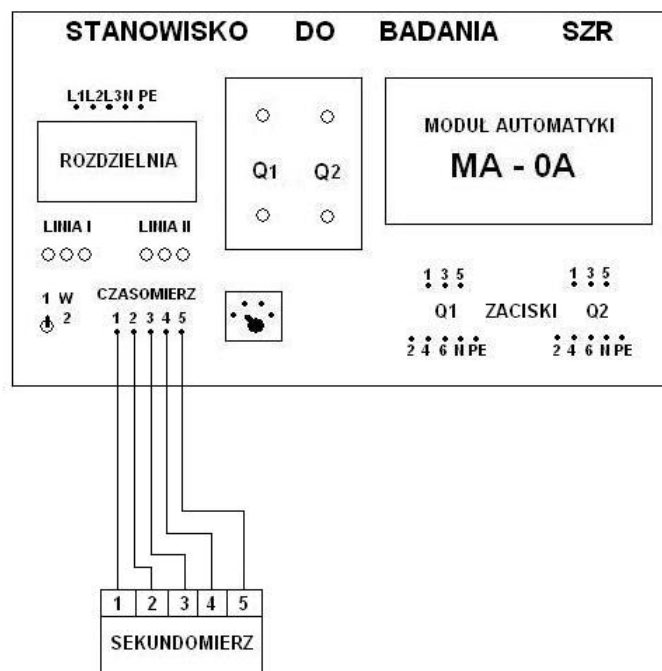 STANOWISKO DO BADANIA SZR
L1L2L3N PE
ROZDZIELNIA
LINIA I LINIA II
1 W
2
CZASOMIERZ
1 2 3 4 5
Q1 Q2
MODUŁ AUTOMATYKI
MA - 0A
1 3 5 1 3 5
Q1 ZACISKI Q2
2 4 6 N PE 2 4 6 N PE
1 2 3 4 5
SEKUNDOMIERZ